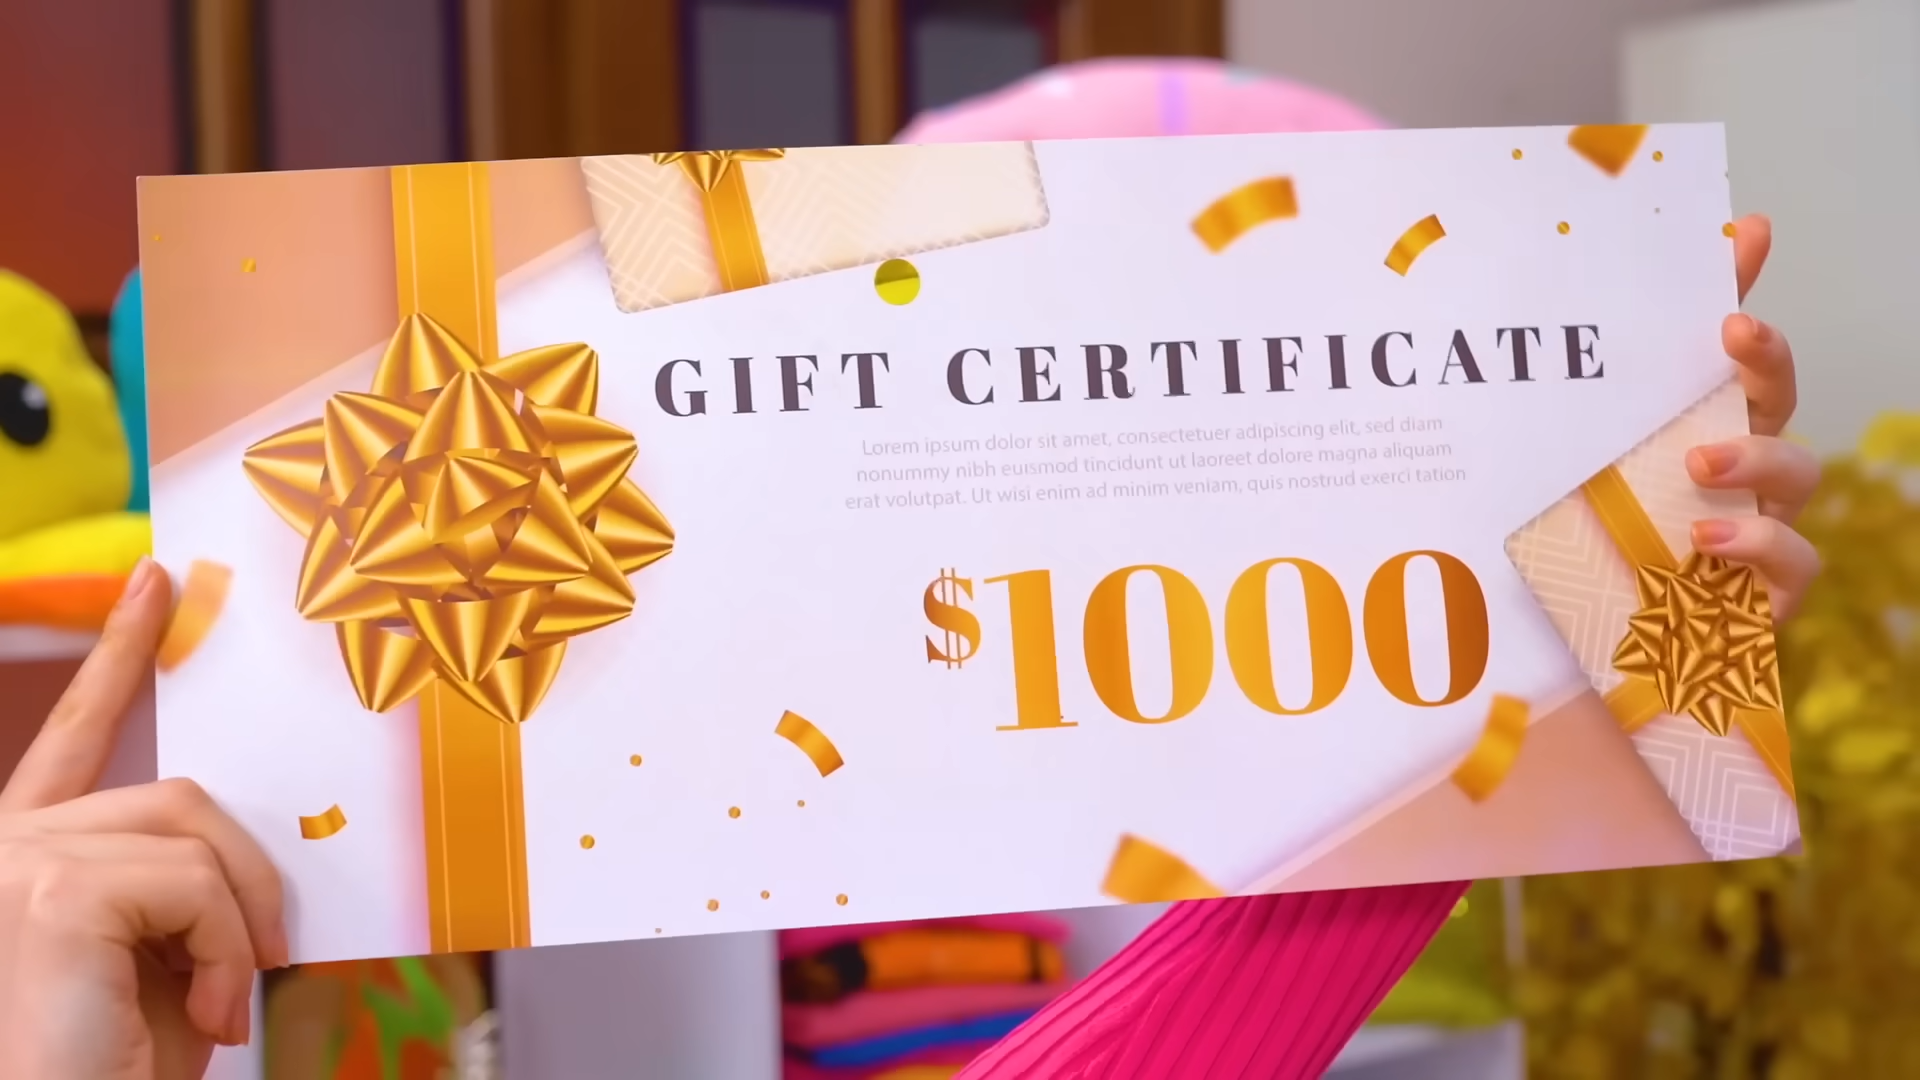 GIFT CERTIFICATE
Lorem ipsum dolor sit amet, consectetuer adipiscing elit, sed diam
nonummy nibh euismod tincidunt ut laoreet dolore magna aliquam
erat volutpat. Ut wisi enim ad minim veniam, quis nostrud exerci tation
$1000